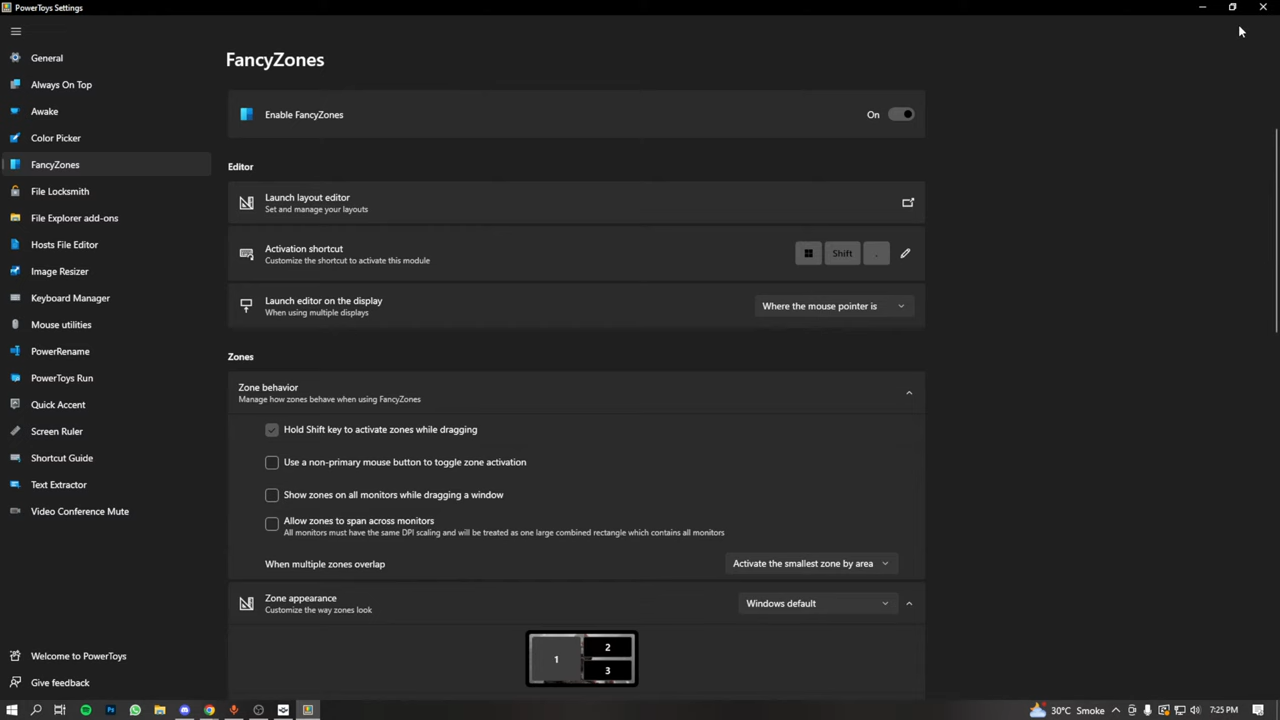 PowerToys Settings
General
Always On Top
Awake
Color Picker
FancyZones
File Locksmith
File Explorer add-ons
Hosts File Editor
Image Resizer
Keyboard Manager
Mouse utilities
PowerRename
PowerToys Run
Quick Accent
Screen Ruler
Shortcut Guide
Text Extractor
Video Conference Mute
Welcome to PowerToys
Give feedback
FancyZones
Enable FancyZones
On
Editor
Launch layout editor
Set and manage your layouts
Activation shortcut
Customize the shortcut to activate this module
Shift
.
Launch editor on the display
When using multiple displays
Where the mouse pointer is
Zones
Zone behavior
Manage how zones behave when using FancyZones
Hold Shift key to activate zones while dragging
Use a non-primary mouse button to toggle zone activation
Show zones on all monitors while dragging a window
Allow zones to span across monitors
All monitors must have the same DPI scaling and will be treated as one large combined rectangle which contains all monitors
When multiple zones overlap
Activate the smallest zone by area
Zone appearance
Customize the way zones look
Windows default
1
2
3
30°C Smoke
7:25 PM